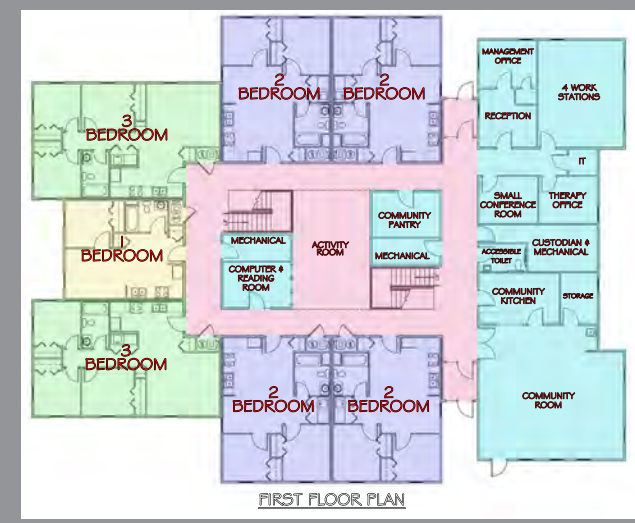 MANAGEMENT
OFFICE
4 WORK
STATIONS
2
BEDROOM
2
BEDROOM
RECEPTION
3
BEDROOM
IT
SMALL
CONFERENCE
ROOM
THERAPY
OFFICE
COMMUNITY
PANTRY
1
BEDROOM
MECHANICAL
ACTIVITY
ROOM
MECHANICAL
ACCESSIBLE
TOILET
CUSTODIAN &
MECHANICAL
COMPUTER &
READING
ROOM
COMMUNITY
KITCHEN
STORAGE
3
BEDROOM
2
BEDROOM
2
BEDROOM
COMMUNITY
ROOM
FIRST FLOOR PLAN